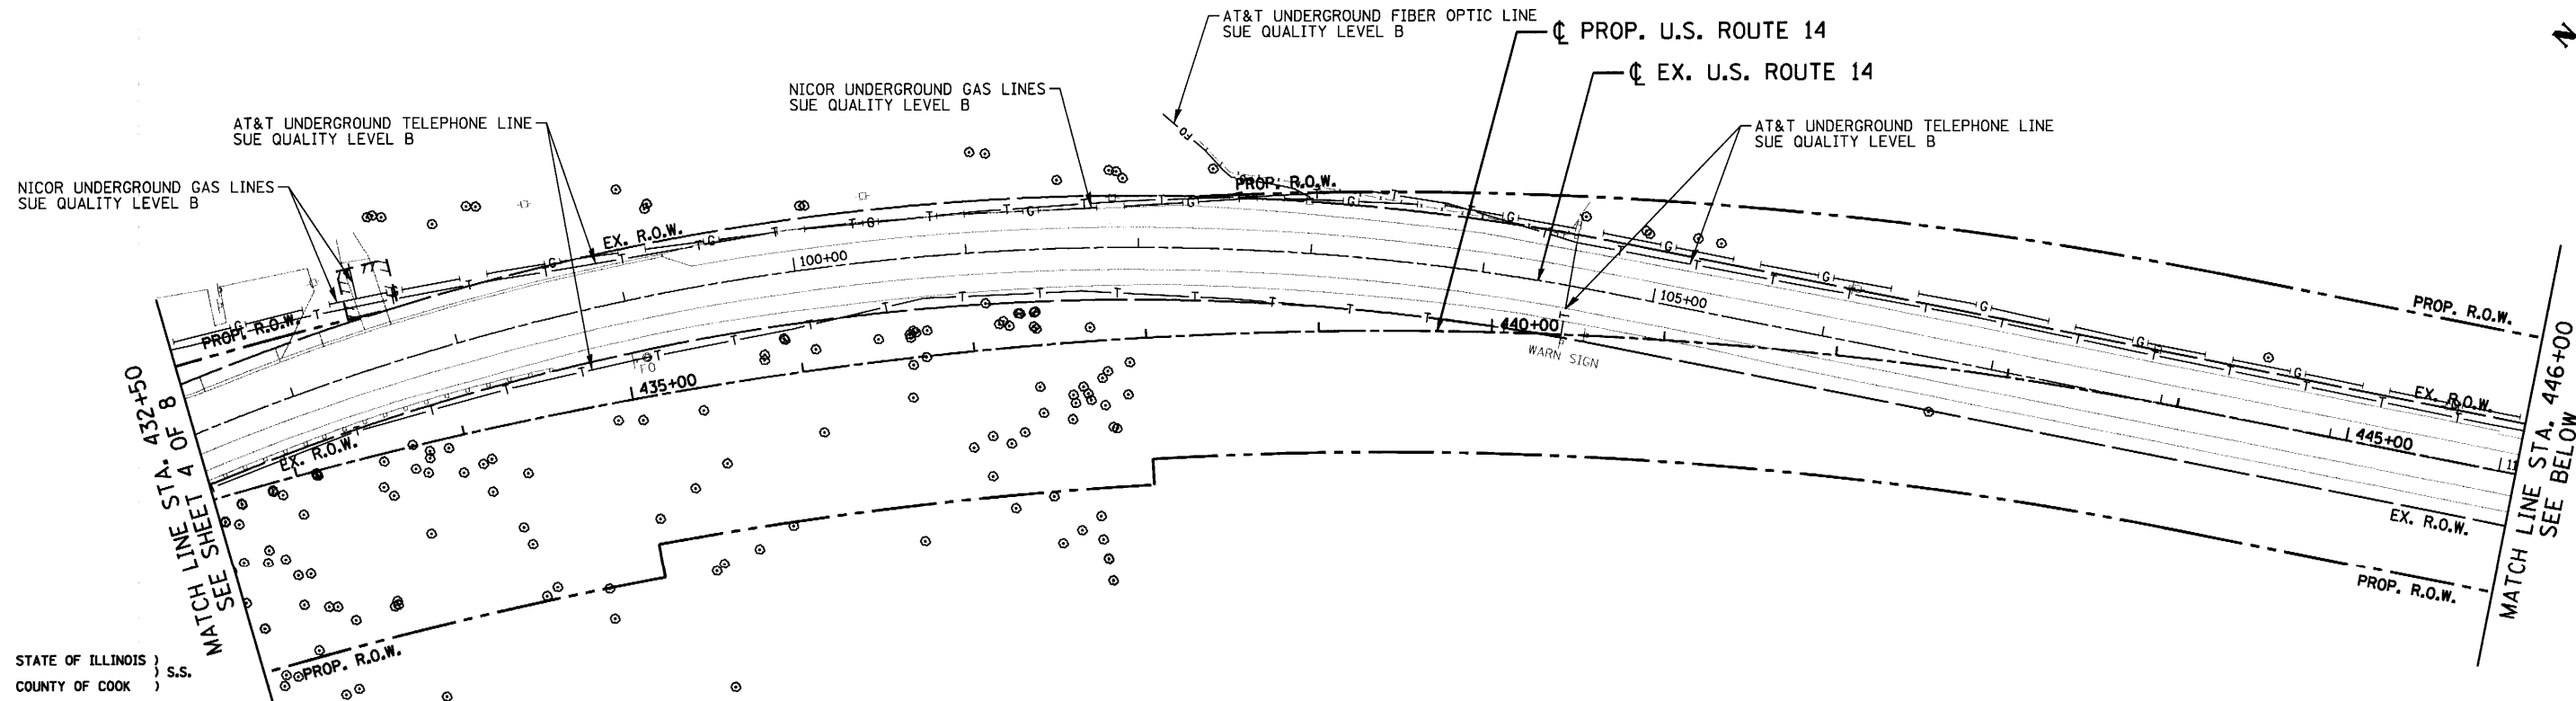 AT&T UNDERGROUND FIBER OPTIC LINE
SUE QUALITY LEVEL B
℄ PROP. U.S. ROUTE 14
N
℄ EX. U.S. ROUTE 14
NICOR UNDERGROUND GAS LINES
SUE QUALITY LEVEL B
AT&T UNDERGROUND TELEPHONE LINE
SUE QUALITY LEVEL B
AT&T UNDERGROUND TELEPHONE LINE
SUE QUALITY LEVEL B
NICOR UNDERGROUND GAS LINES
SUE QUALITY LEVEL B
FO
PROP. R.O.W.
EX. R.O.W.
100+00
105+00
PROP. R.O.W.
PROP. R.O.W.
440+00
WARN SIGN
FO
435+00
EX. R.O.W.
445+00
11
EX. R.O.W.
EX. R.O.W.
MATCH LINE STA. 432+50
SEE SHEET 4 OF 8
MATCH LINE STA. 446+00
SEE BELOW
PROP. R.O.W.
PROP. R.O.W.
STATE OF ILLINOIS )
) S.S.
COUNTY OF COOK )